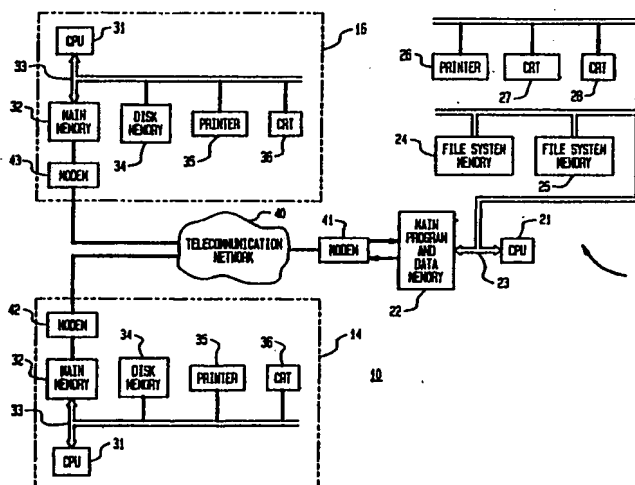 CPU
31
16
33
32
MAIN
MEMORY
DISK
MEMORY
34
PRINTER
35
CRT
36
43
MODEM
26
PRINTER
CRT
27
CRT
28
24
FILE SYSTEM
MEMORY
FILE SYSTEM
MEMORY
25
40
TELECOMMUNICATION
NETWORK
41
MODEM
MAIN
PROGRAM
AND
DATA
MEMORY
22
21
CPU
23
42
MODEM
32
MAIN
MEMORY
34
DISK
MEMORY
35
PRINTER
36
CRT
14
10
33
CPU
31